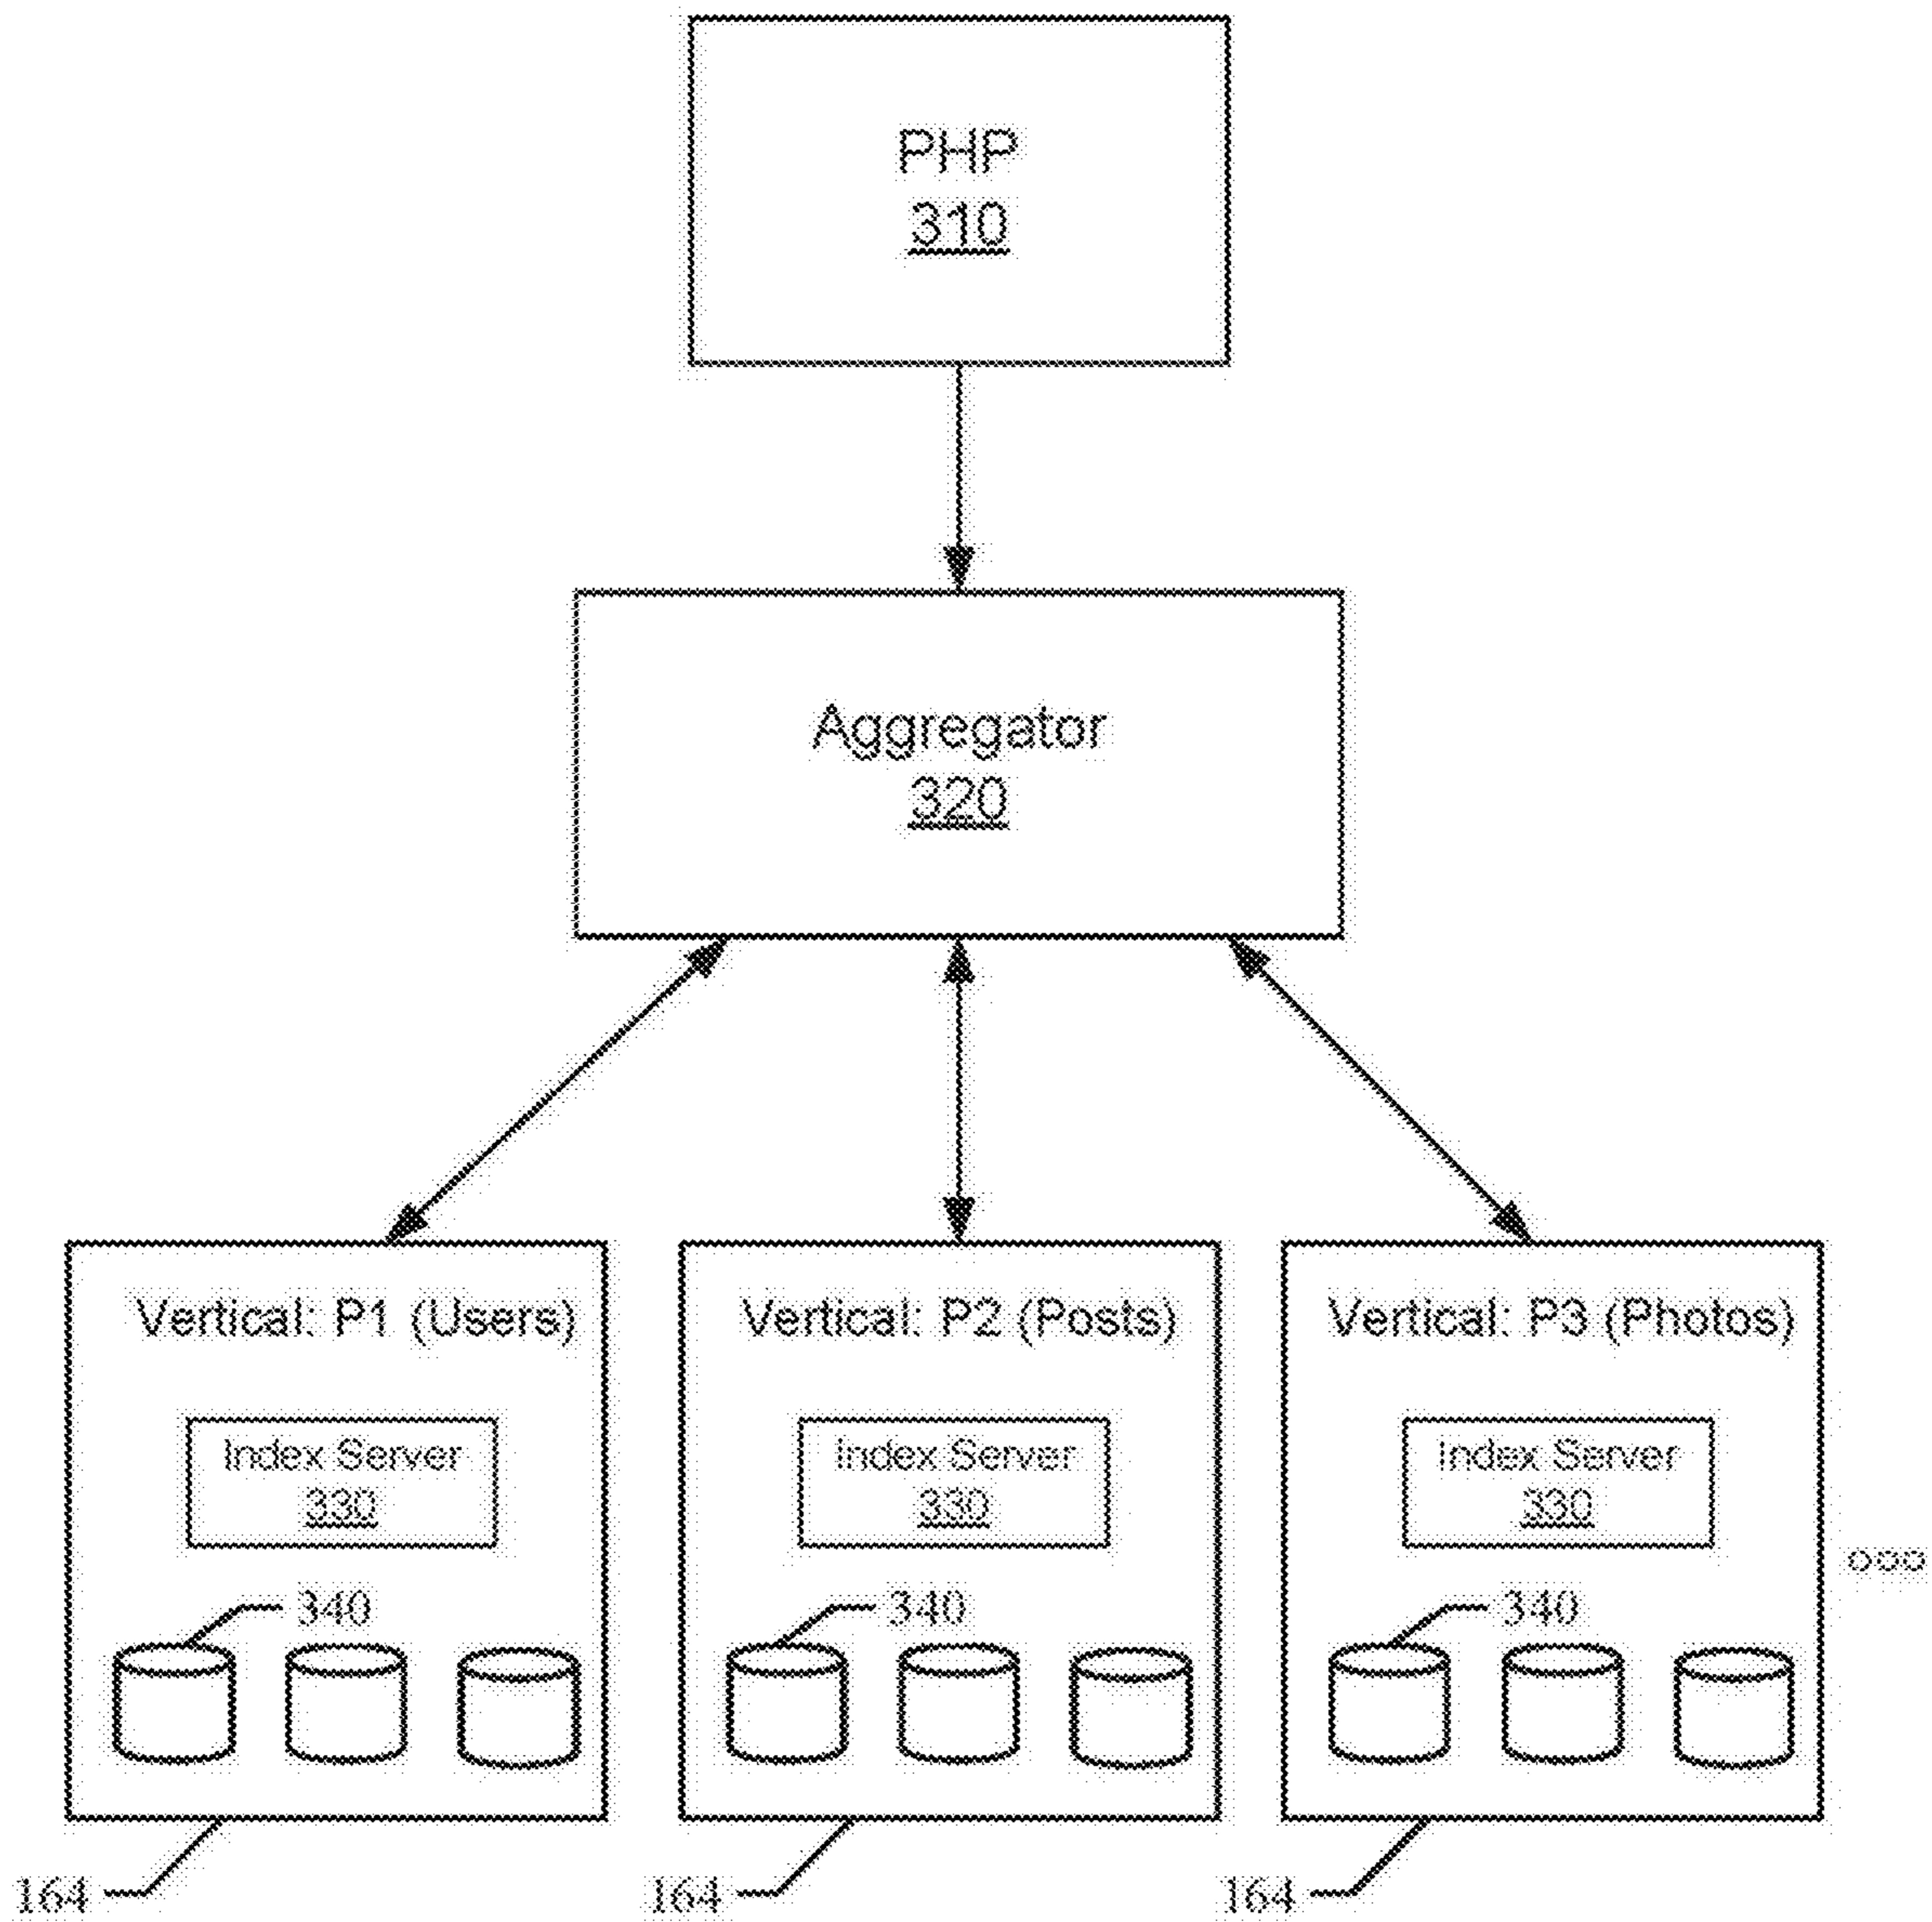 PHP
310
Aggregator
320
Vertical: P1 (Users)
Index Server
330
340
164
Vertical: P2 (Posts)
Index Server
330
340
164
Vertical: P3 (Photos)
Index Server
330
340
164